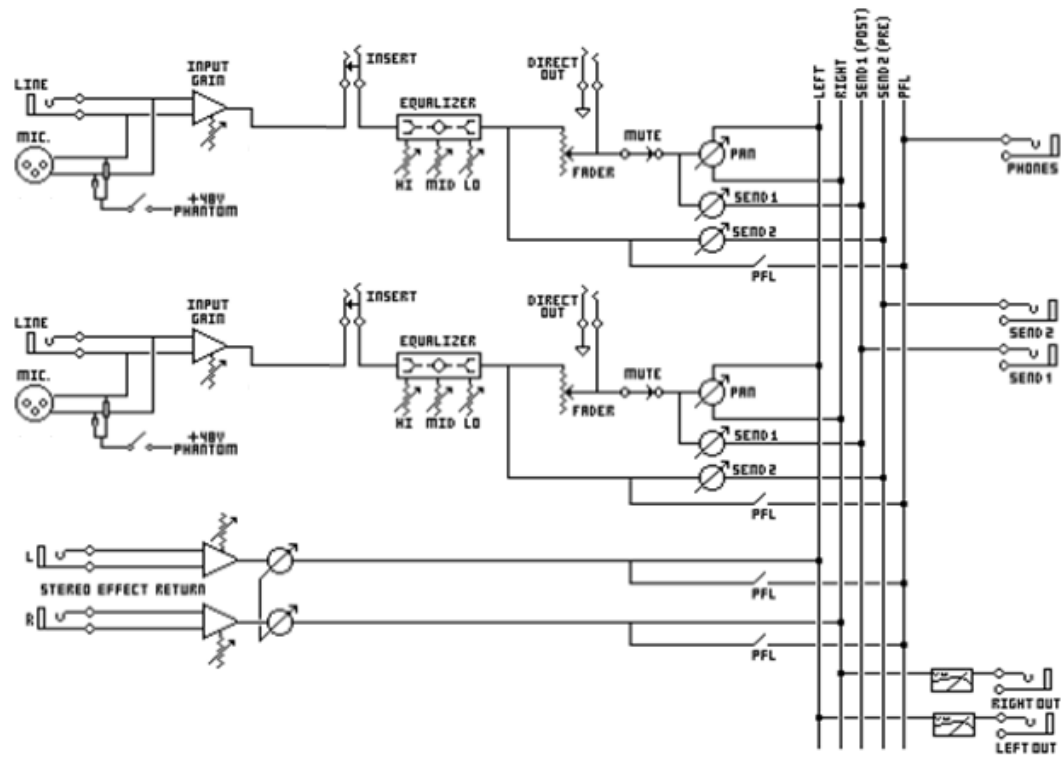 LEFT
RIGHT
SEND 1 (POST)
SEND 2 (PRE)
PFL
LINE
INPUT
GAIN
INSERT
EQUALIZER
DIRECT
OUT
MUTE
PAN
MIC.
HI MID LO
FADER
PHONES
SEND 1
+48V
PHANTOM
SEND 2
PFL
LINE
INPUT
GAIN
INSERT
EQUALIZER
DIRECT
OUT
MUTE
PAN
MIC.
HI MID LO
FADER
SEND 2
SEND 1
SEND 1
+48V
PHANTOM
SEND 2
PFL
L
STEREO EFFECT RETURN
PFL
R
PFL
VU
RIGHT OUT
VU
LEFT OUT